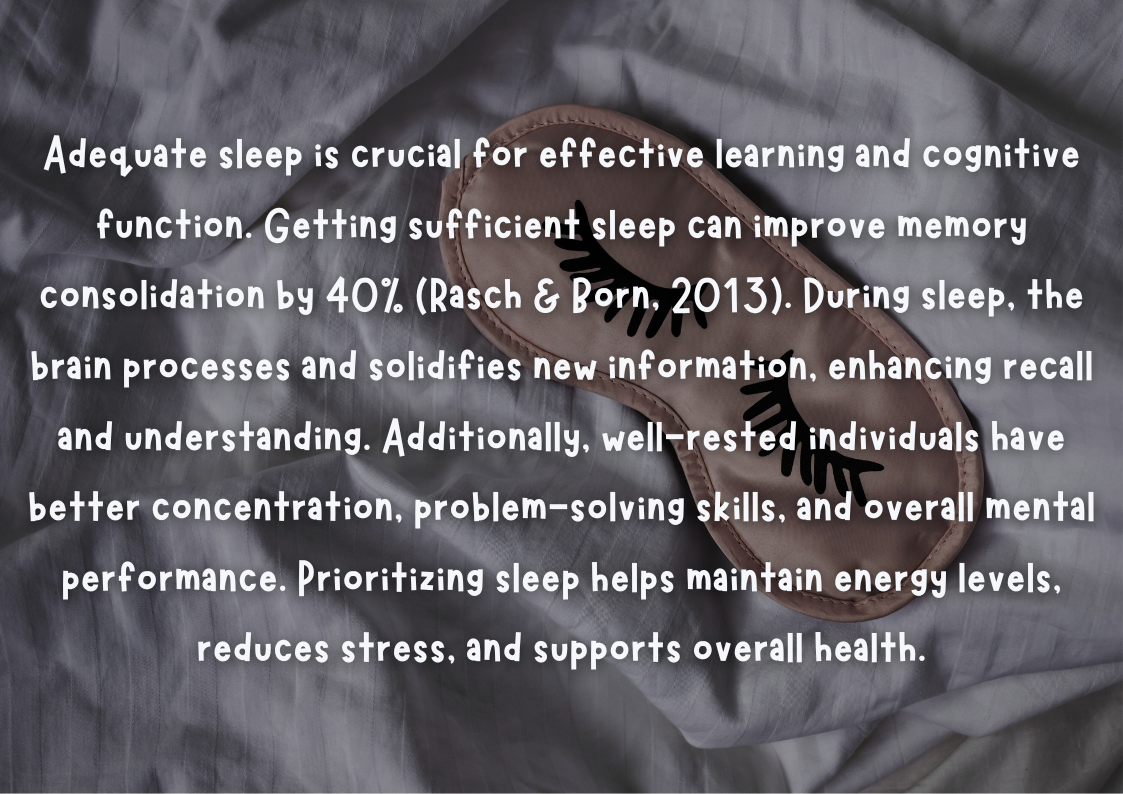 Adequate sleep is crucial for effective learning and cognitive
function. Getting sufficient sleep can improve memory
consolidation by 40% (Rasch & Born, 2013). During sleep, the
brain processes and solidifies new information, enhancing recall
and understanding. Additionally, well-rested individuals have
better concentration, problem-solving skills, and overall mental
performance. Prioritizing sleep helps maintain energy levels,
reduces stress, and supports overall health.